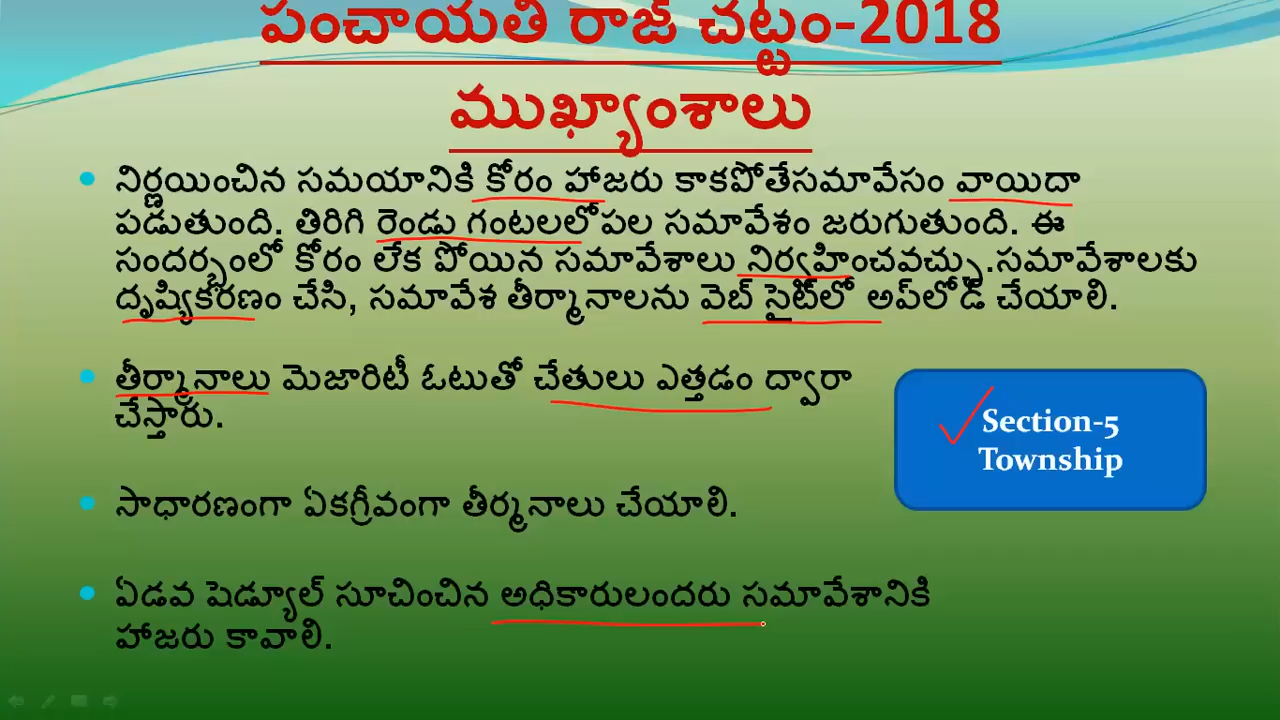 పంచాయతీ రాజ్ చట్టం-2018
ముఖ్యాంశాలు
నిర్ణయించిన సమయానికి కోరం హాజరు కాకపోతేసమావేసం వాయిదా
పడుతుంది. తిరిగి రెండు గంటలలోపల సమావేశం జరుగుతుంది. ఈ
సందర్భంలో కోరం లేక పోయిన సమావేశాలు నిర్వహించవచ్చు.సమావేశాలకు
దృష్యికరణం చేసి, సమావేశ తీర్మానాలను వెబ్ సైట్‌లో అప్‌లోడ్ చేయాలి.
తీర్మానాలు మెజారిటీ ఓటుతో చేతులు ఎత్తడం ద్వారా
చేస్తారు.
Section-5
Township
సాధారణంగా ఏకగ్రీవంగా తీర్మనాలు చేయాలి.
ఏడవ షెడ్యూల్ సూచించిన అధికారులందరు సమావేశానికి
హాజరు కావాలి.